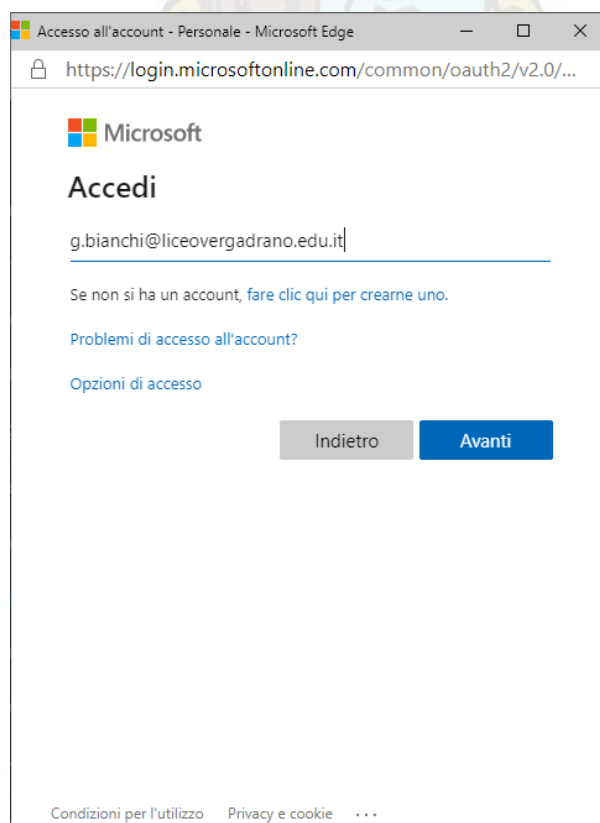 Accesso all'account - Personale - Microsoft Edge
https://login.microsoftonline.com/common/oauth2/v2.0/...
Microsoft
Accedi
g.bianchi@liceovergadrano.edu.it
Se non si ha un account, fare clic qui per crearne uno.
Problemi di accesso all'account?
Opzioni di accesso
Indietro Avanti
Condizioni per l'utilizzo Privacy e cookie ...